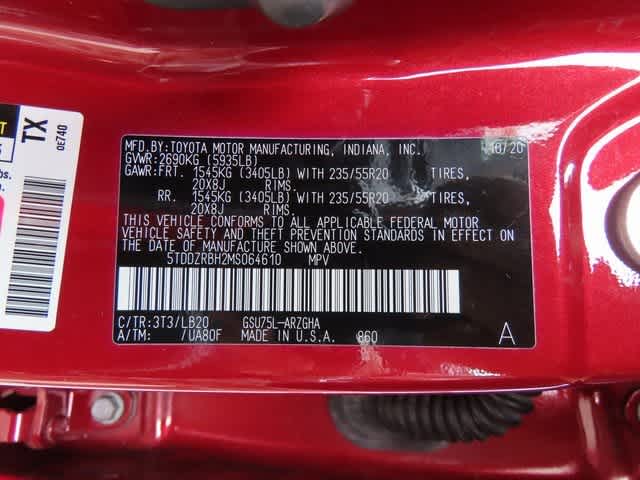 TX
0E740
MFD.BY:TOYOTA MOTOR MANUFACTURING, INDIANA, INC. 10/20
GVWR:2690KG (5935LB)
GAWR:FRT. 1545KG (3405LB) WITH 235/55R20 TIRES,
20X8J RIMS.
RR. 1545KG (3405LB) WITH 235/55R20 TIRES,
20X8J RIMS.
THIS VEHICLE CONFORMS TO ALL APPLICABLE FEDERAL MOTOR
VEHICLE SAFETY AND THEFT PREVENTION STANDARDS IN EFFECT ON
THE DATE OF MANUFACTURE SHOWN ABOVE.
5TDDZRBH2MS064610 MPV
C/TR:3T3/LB20 GSU75L-ARZGHA
A/TM: /UA80F MADE IN U.S.A. 860 A